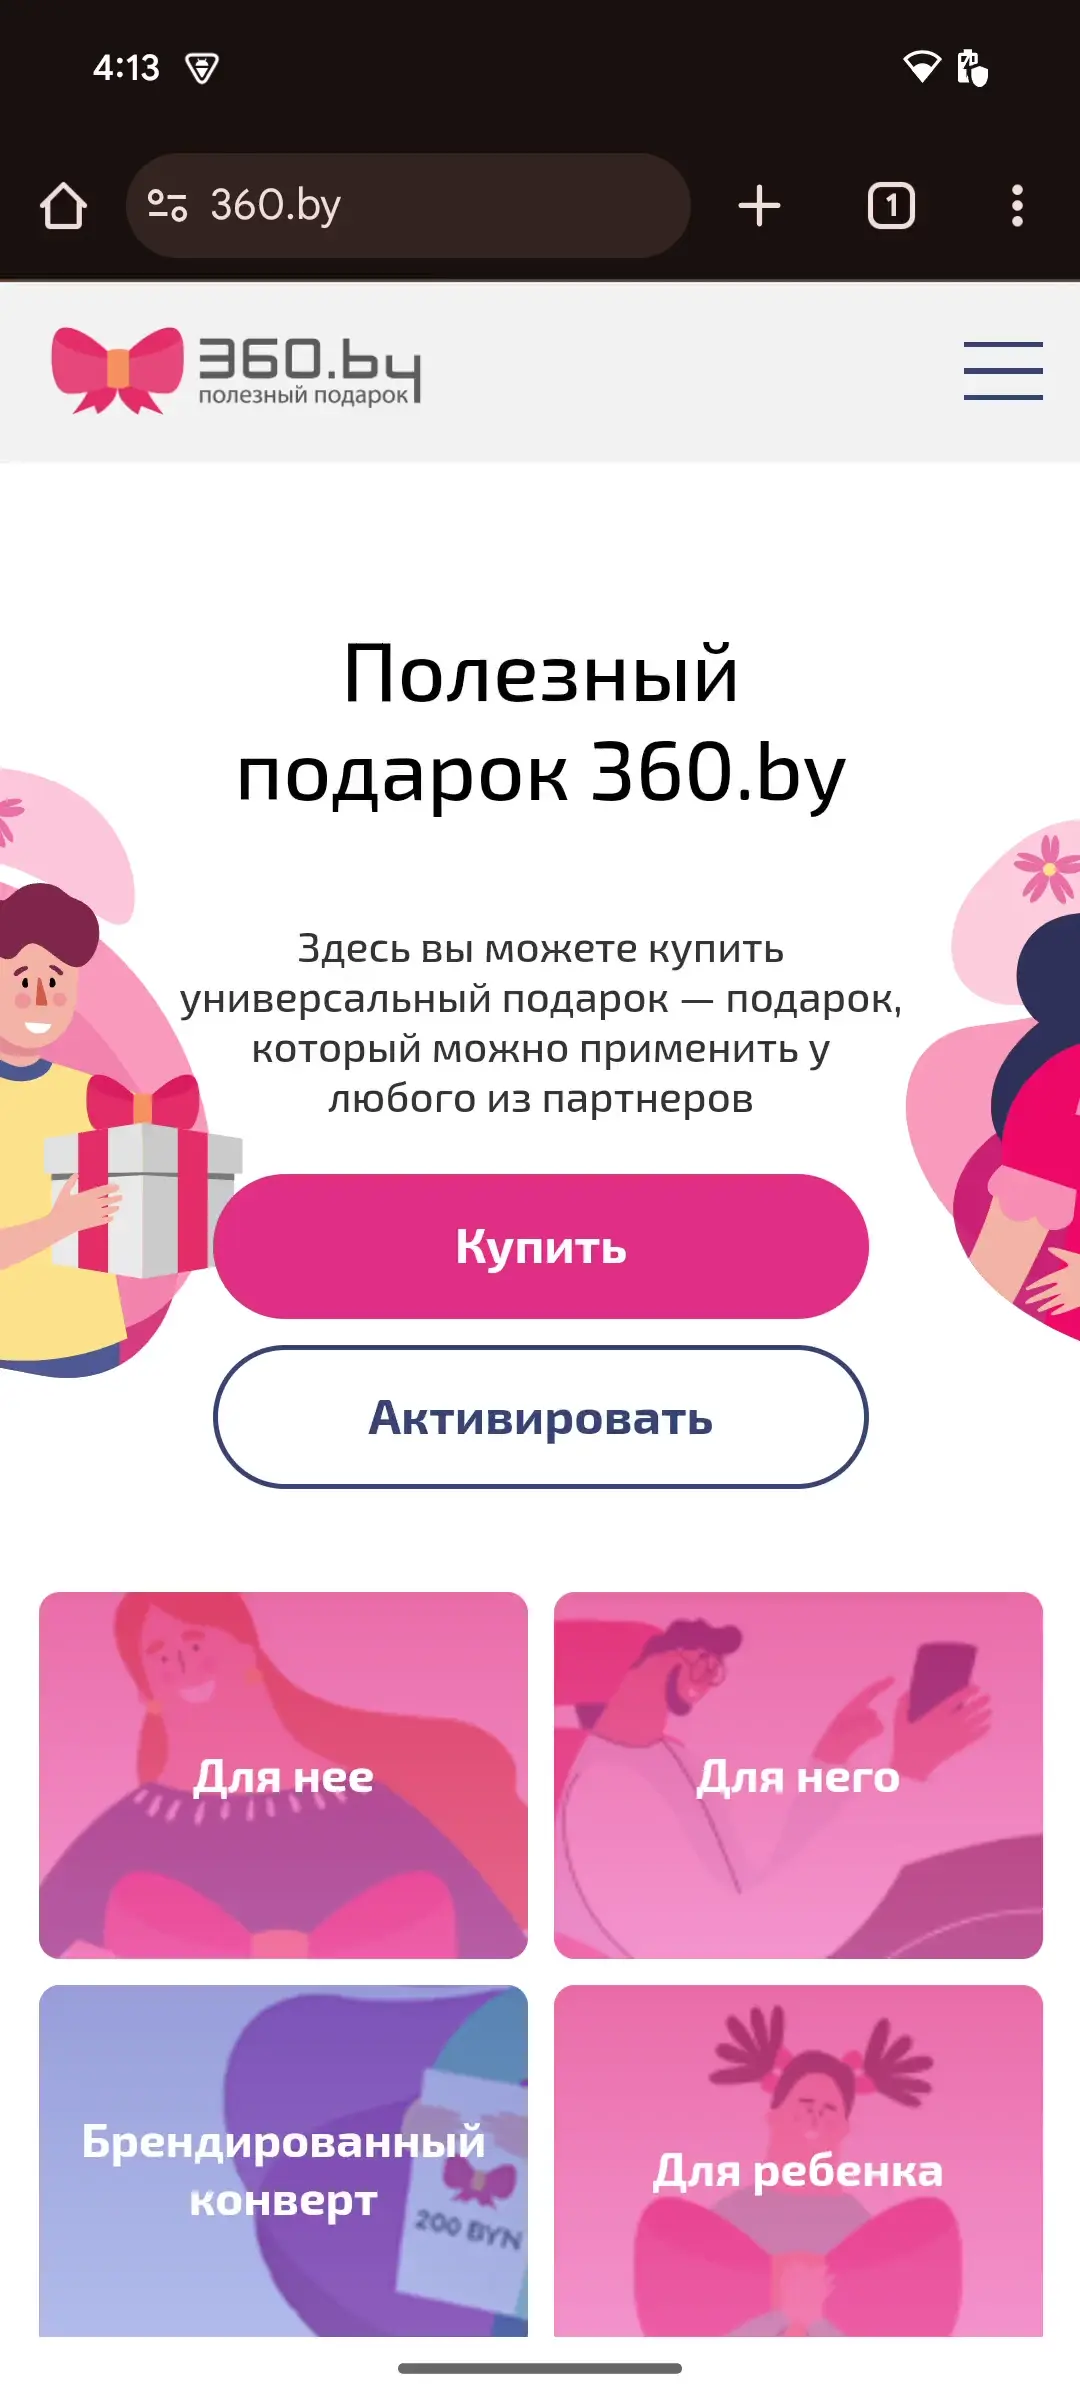 4:13
360.by
1
360.by
полезный подарок
Полезный
подарок 360.by
Здесь вы можете купить
универсальный подарок — подарок,
который можно применить у
любого из партнеров
Купить
Активировать
Для нее
Для него
Брендированный
конверт
200 BYN
Для ребенка